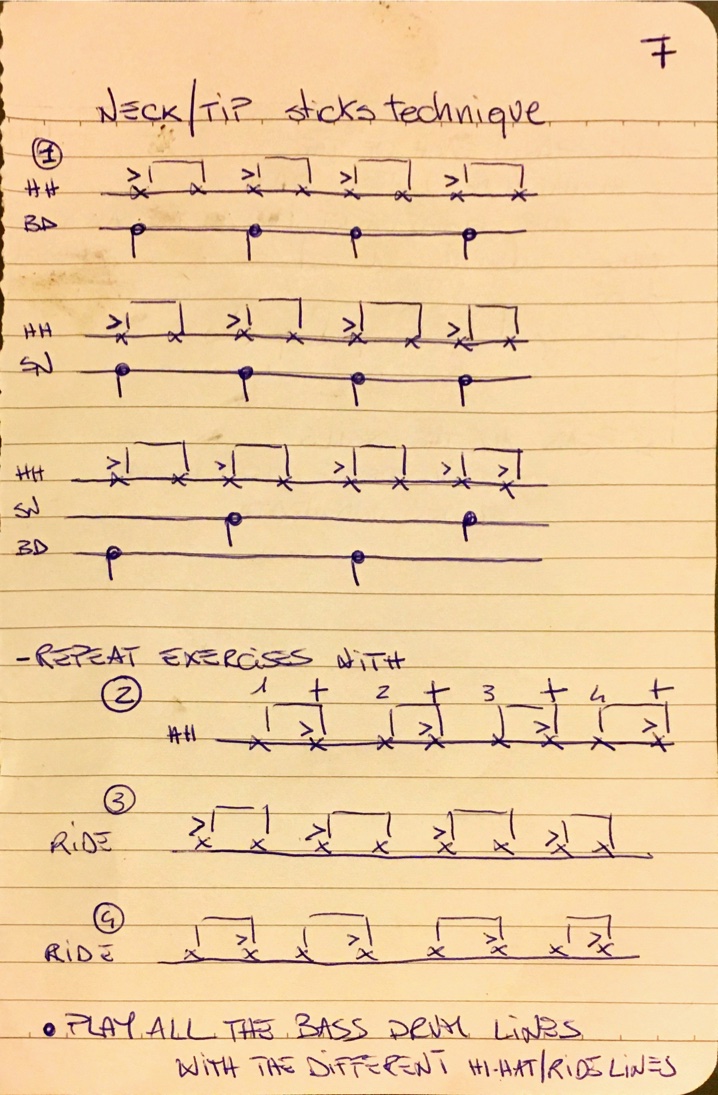 7
NECK/TIP sticks technique
1
HH
BD
HH
SN
HH
SN
BD
-REPEAT EXERCISES WITH
2 1 + 2 + 3 + 4 +
HH
3
RIDE
4
RIDE
• PLAY ALL THE BASS DRUM LINES
WITH THE DIFFERENT HI-HAT/RIDE LINES